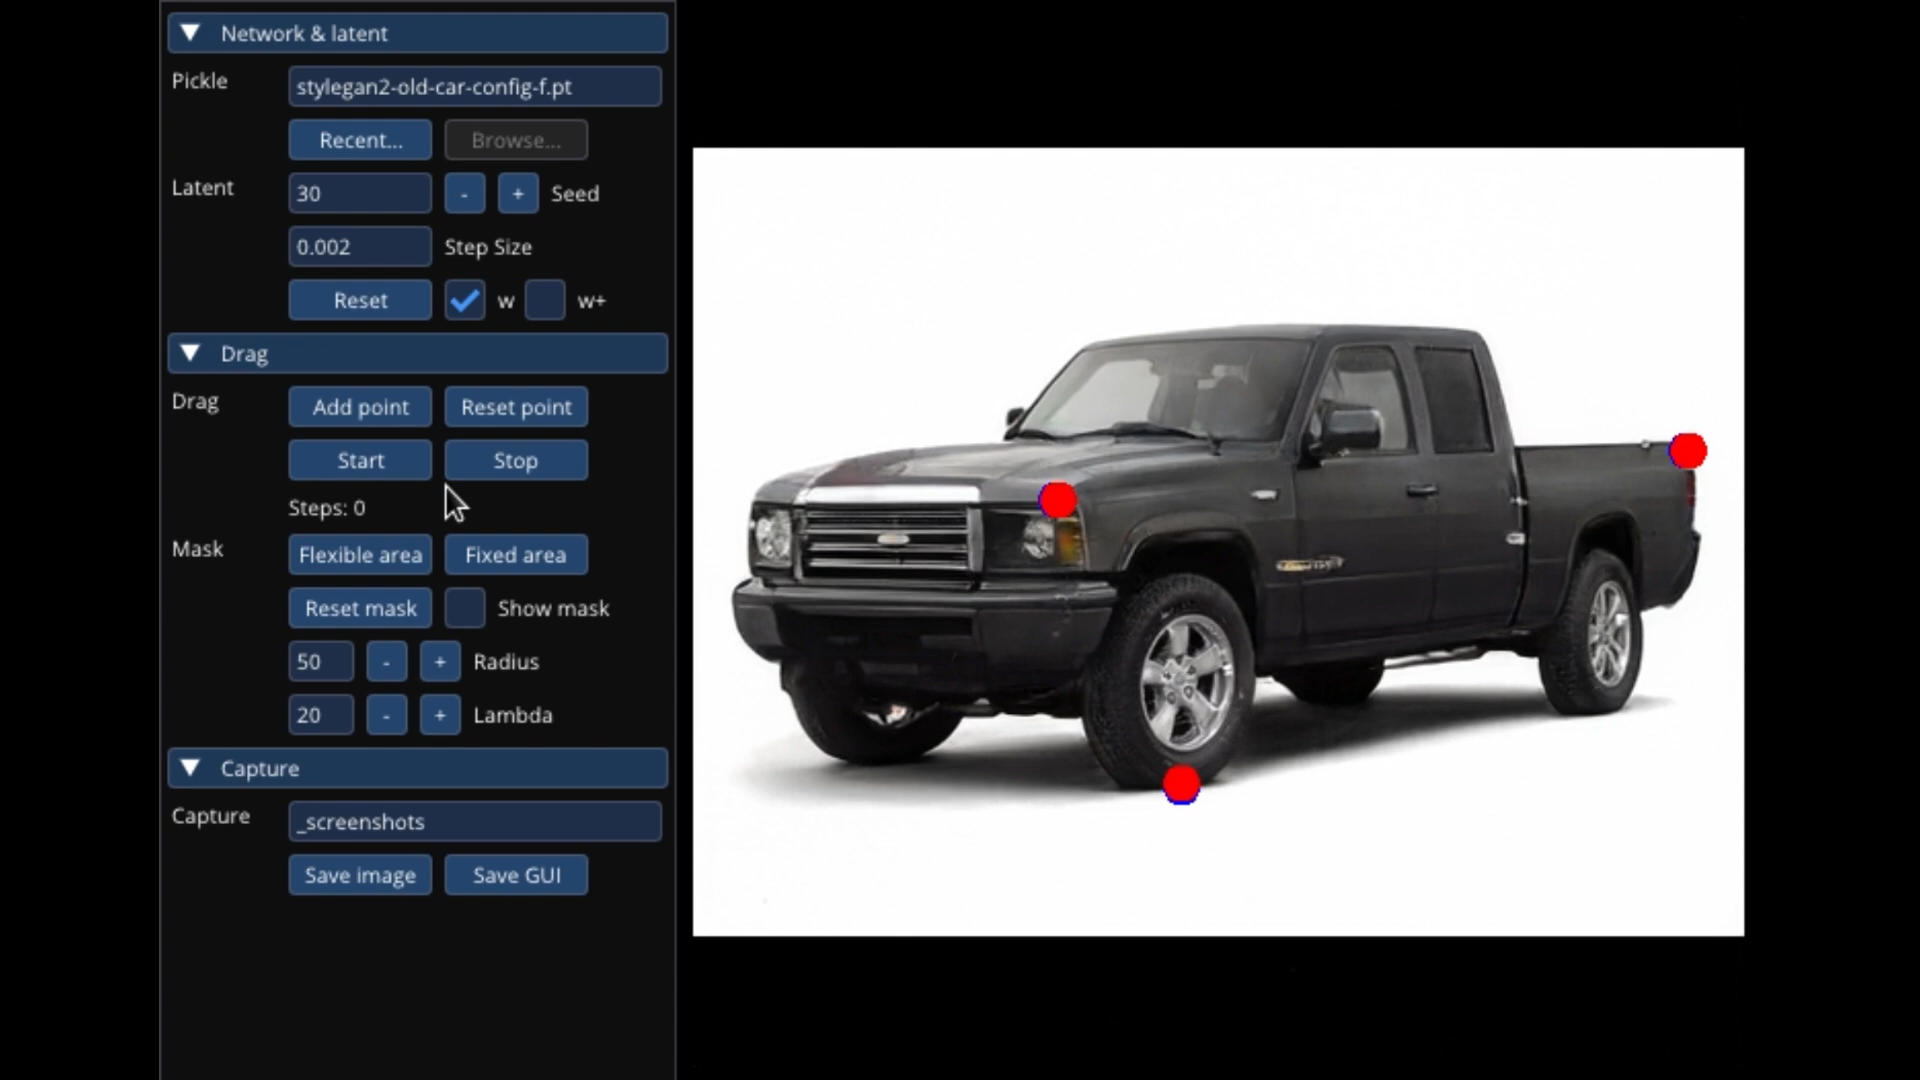 Network & latent
Pickle stylegan2-old-car-config-f.pt
Recent... Browse...
Latent 30 - + Seed
0.002 Step Size
Reset w w+
Drag
Drag Add point Reset point
Start Stop
Steps: 0
Mask Flexible area Fixed area
Reset mask Show mask
50 - + Radius
20 - + Lambda
Capture
Capture _screenshots
Save image Save GUI